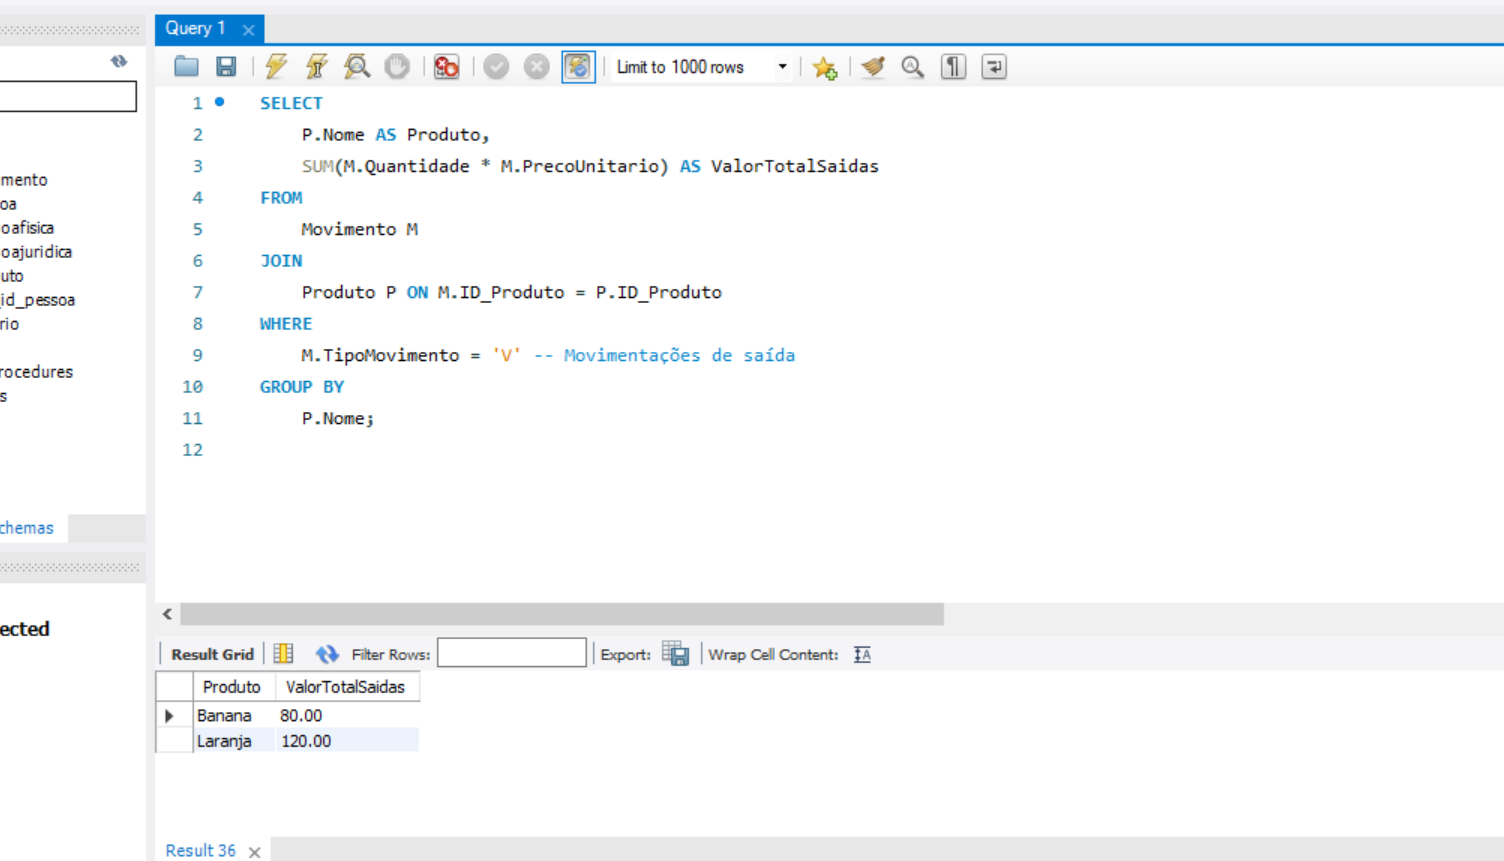 Query 1
Limit to 1000 rows
1 SELECT
2 P.Nome AS Produto,
3 SUM(M.Quantidade * M.PrecoUnitario) AS ValorTotalSaidas
4 FROM
5 Movimento M
6 JOIN
7 Produto P ON M.ID_Produto = P.ID_Produto
8 WHERE
9 M.TipoMovimento = 'V' -- Movimentações de saída
10 GROUP BY
11 P.Nome;
12
mento
oa
oafisica
oajuridica
uto
_id_pessoa
rio
rocedures
s
chemas
ected
Result Grid Filter Rows: Export: Wrap Cell Content:
Produto ValorTotalSaidas
Banana 80.00
Laranja 120.00
Result 36